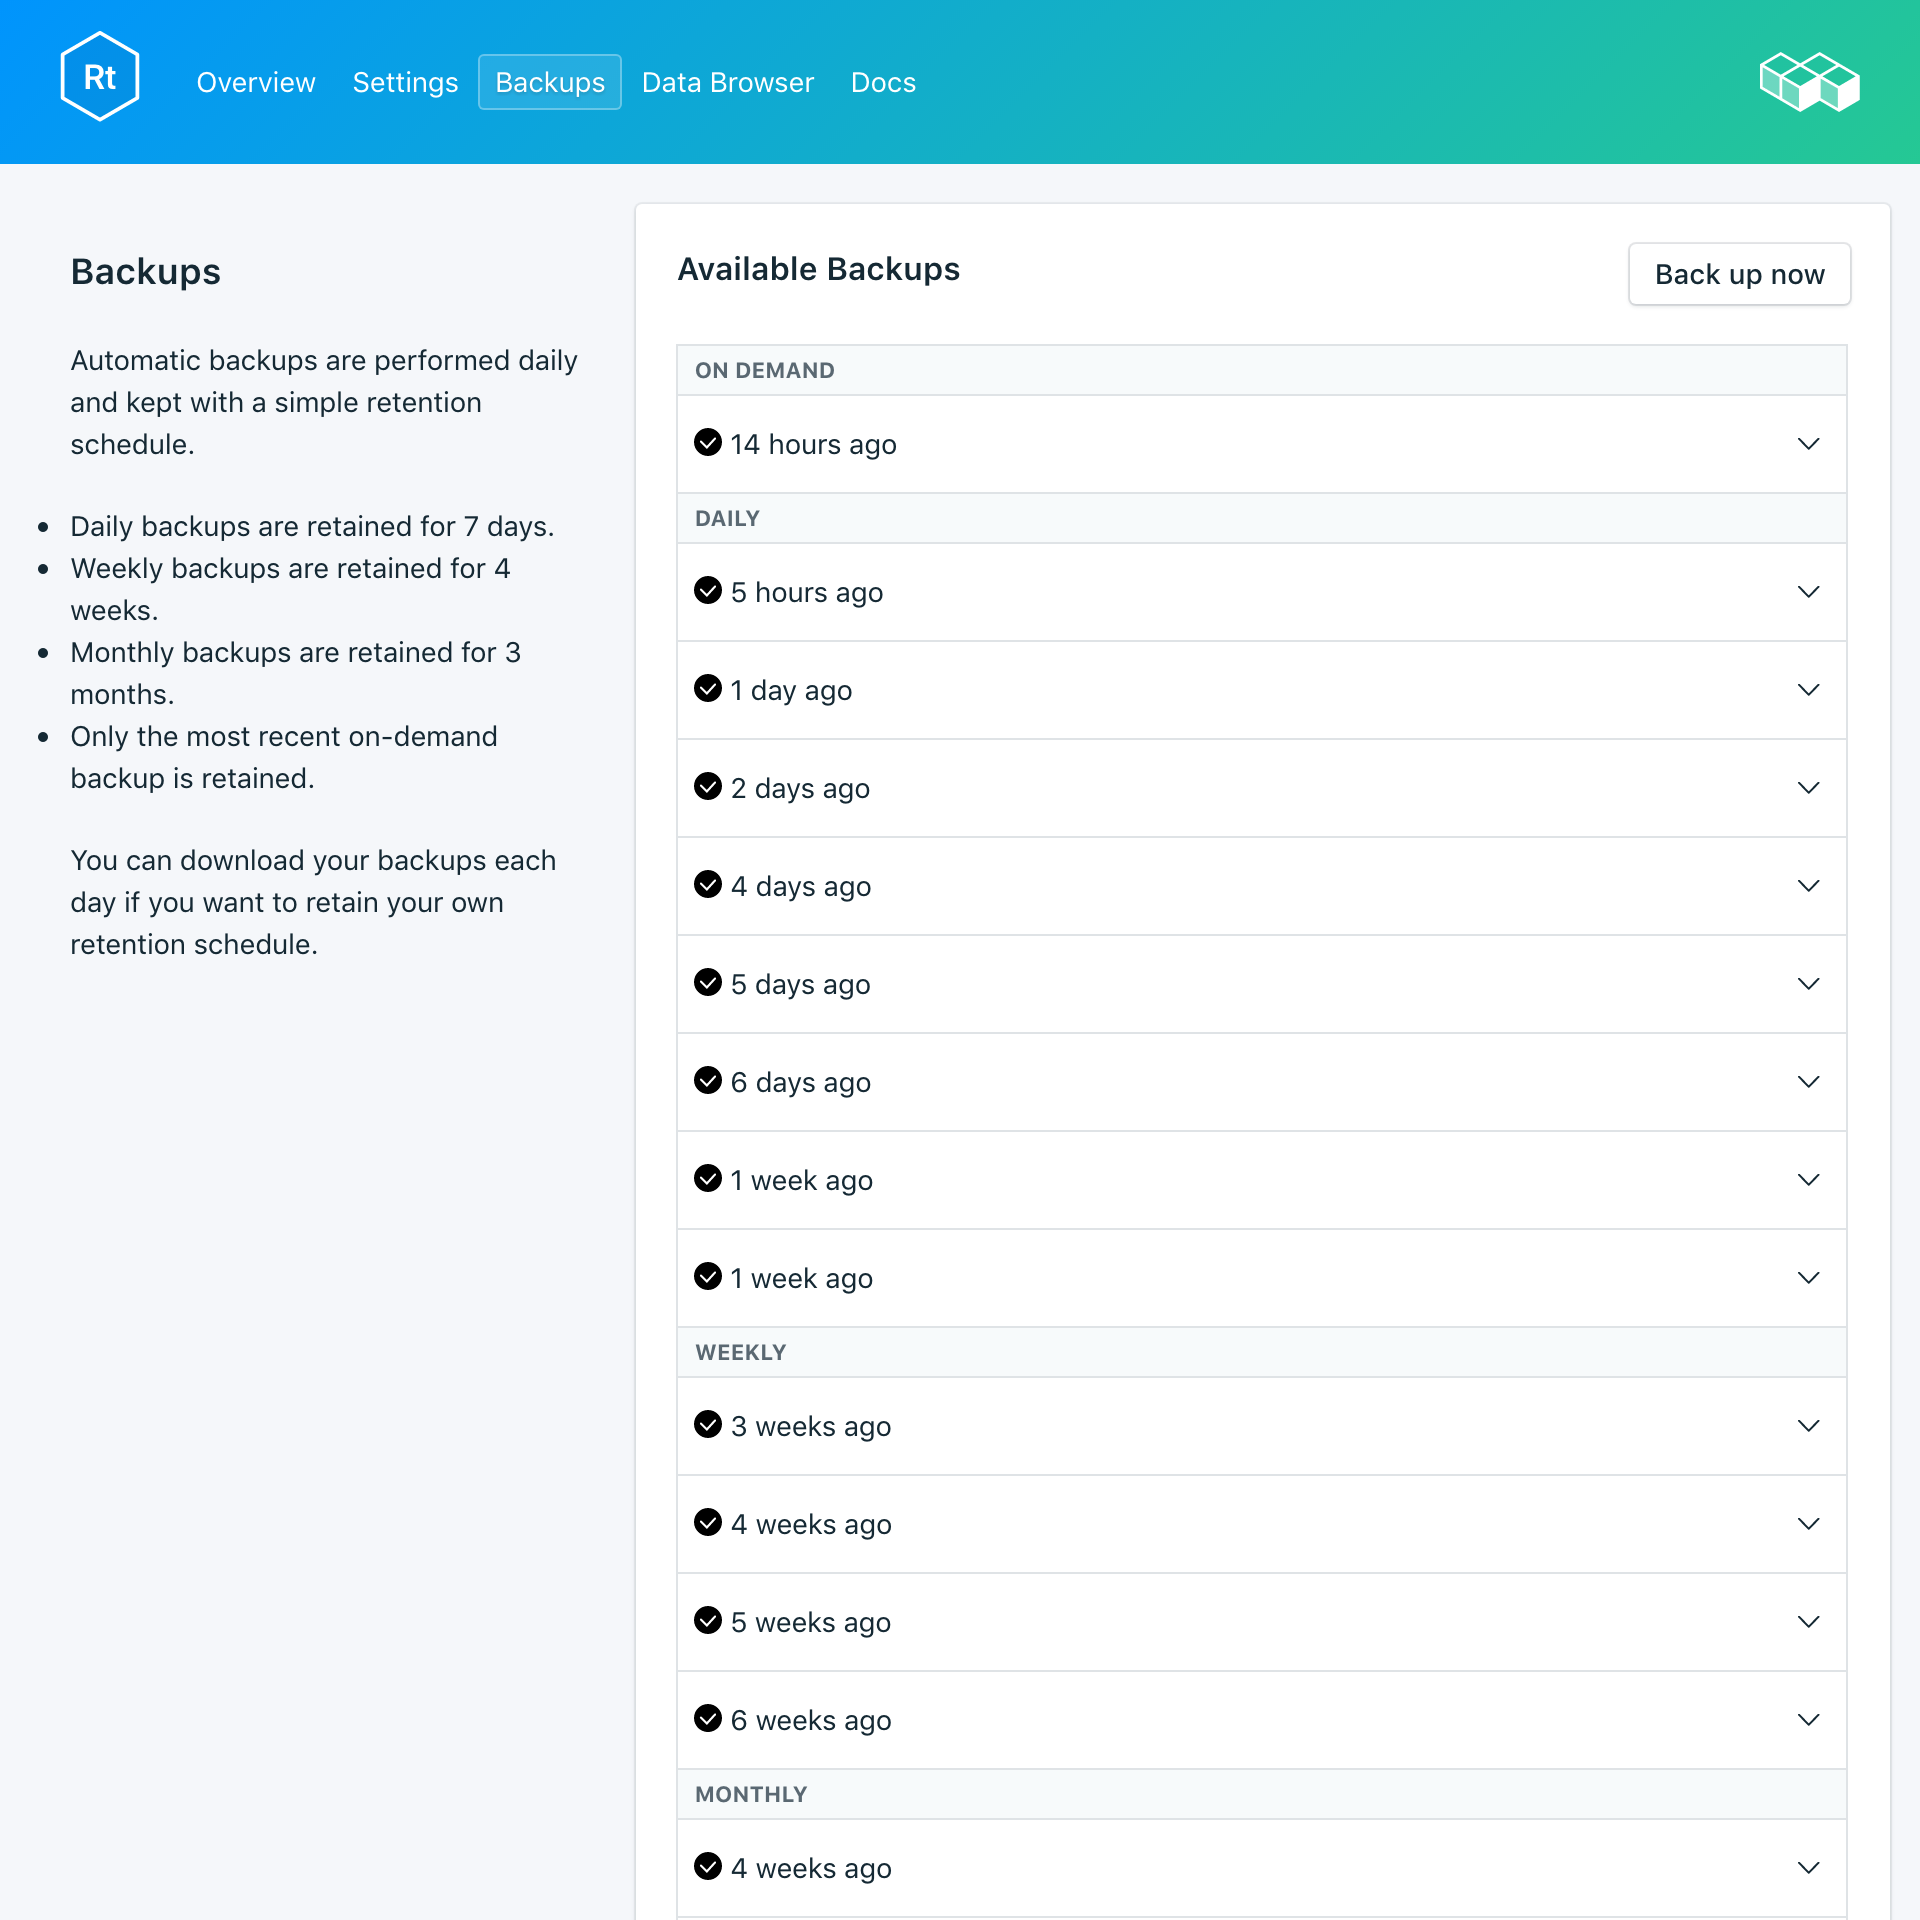 Rt
Overview
Settings
Backups
Data Browser
Docs
Backups
Automatic backups are performed daily
and kept with a simple retention
schedule.
Daily backups are retained for 7 days.
Weekly backups are retained for 4
weeks.
Monthly backups are retained for 3
months.
Only the most recent on-demand
backup is retained.
You can download your backups each
day if you want to retain your own
retention schedule.
Available Backups
Back up now
ON DEMAND
14 hours ago
DAILY
5 hours ago
1 day ago
2 days ago
4 days ago
5 days ago
6 days ago
1 week ago
1 week ago
WEEKLY
3 weeks ago
4 weeks ago
5 weeks ago
6 weeks ago
MONTHLY
4 weeks ago